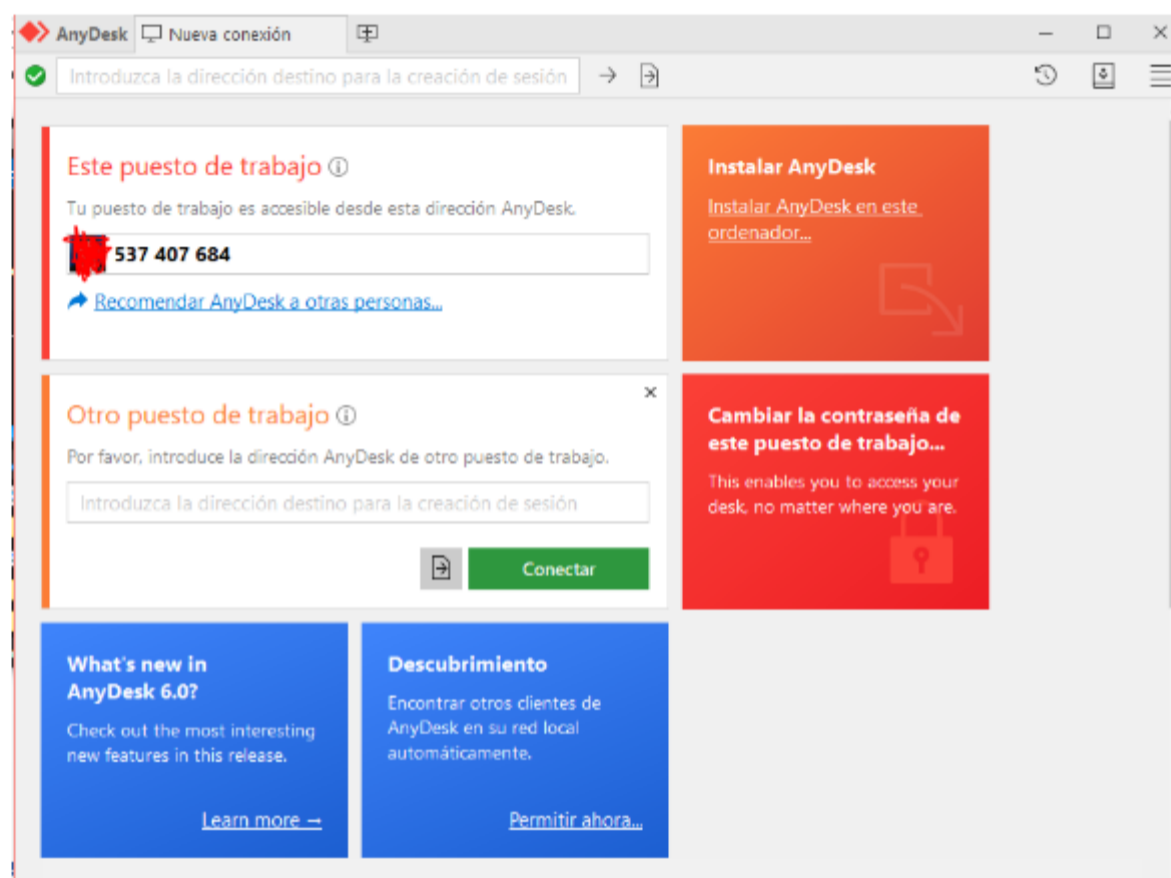 AnyDesk
Nueva conexión
Introduzca la dirección destino para la creación de sesión
Este puesto de trabajo
Tu puesto de trabajo es accesible desde esta dirección AnyDesk.
537 407 684
Recomendar AnyDesk a otras personas...
Instalar AnyDesk
Instalar AnyDesk en este
ordenador...
Otro puesto de trabajo
Por favor, introduce la dirección AnyDesk de otro puesto de trabajo.
Introduzca la dirección destino para la creación de sesión
Conectar
Cambiar la contraseña de
este puesto de trabajo...
This enables you to access your
desk, no matter where you are.
What's new in
AnyDesk 6.0?
Check out the most interesting
new features in this release.
Learn more →
Descubrimiento
Encontrar otros clientes de
AnyDesk en su red local
automáticamente.
Permitir ahora...